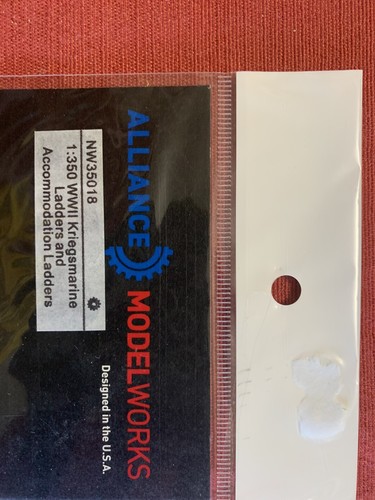 ALLIANCE MODELWORKS
Designed in the U.S.A.
NW35018
1:350 WWII Kriegsmarine
Ladders and
Accommodation Ladders